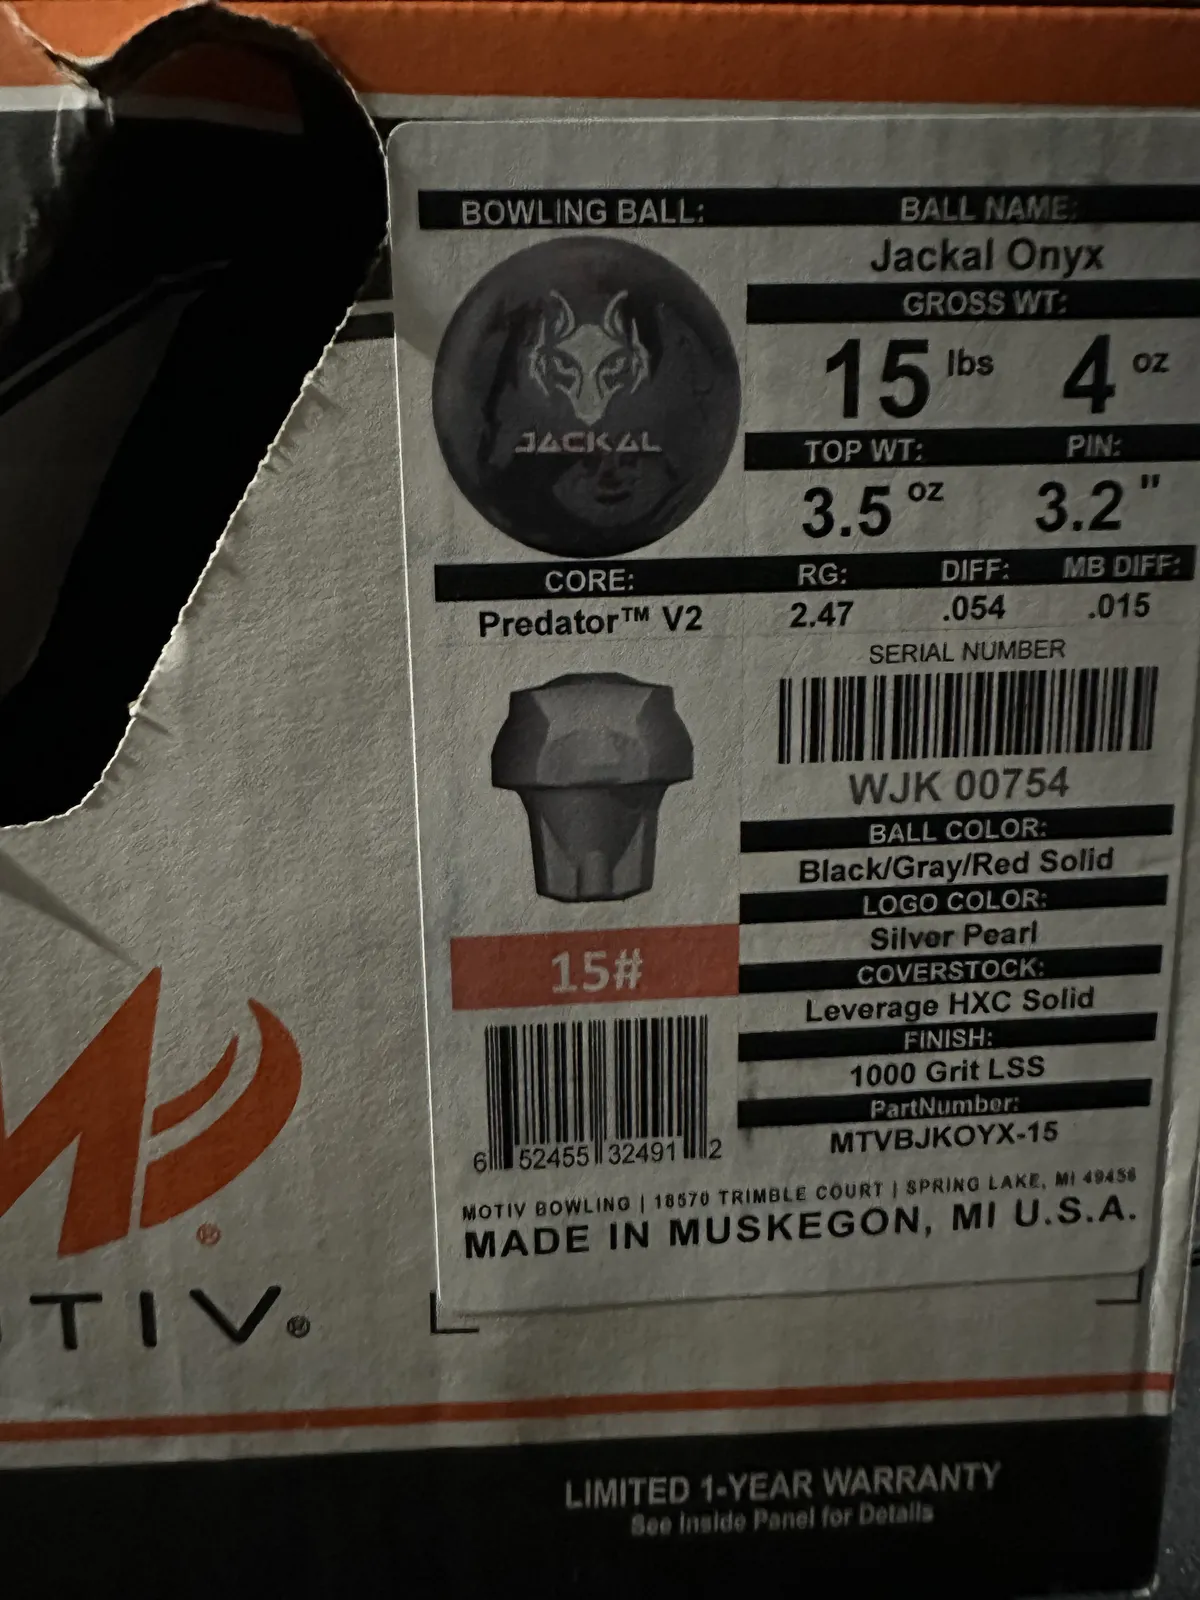 BOWLING BALL:
BALL NAME:
Jackal Onyx
GROSS WT:
15 lbs 4 oz
JACKAL
TOP WT: PIN:
3.5 oz 3.2 "
CORE: RG: DIFF: MB DIFF:
Predator™ V2 2.47 .054 .015
SERIAL NUMBER
WJK 00754
BALL COLOR:
Black/Gray/Red Solid
LOGO COLOR:
Silver Pearl
15#
COVERSTOCK:
Leverage HXC Solid
FINISH:
1000 Grit LSS
PartNumber:
MTVBJKOYX-15
6 52455 32491 2
MOTIV BOWLING | 18570 TRIMBLE COURT | SPRING LAKE, MI 49456
MADE IN MUSKEGON, MI U.S.A.
®
TIV®
LIMITED 1-YEAR WARRANTY
See Inside Panel for Details